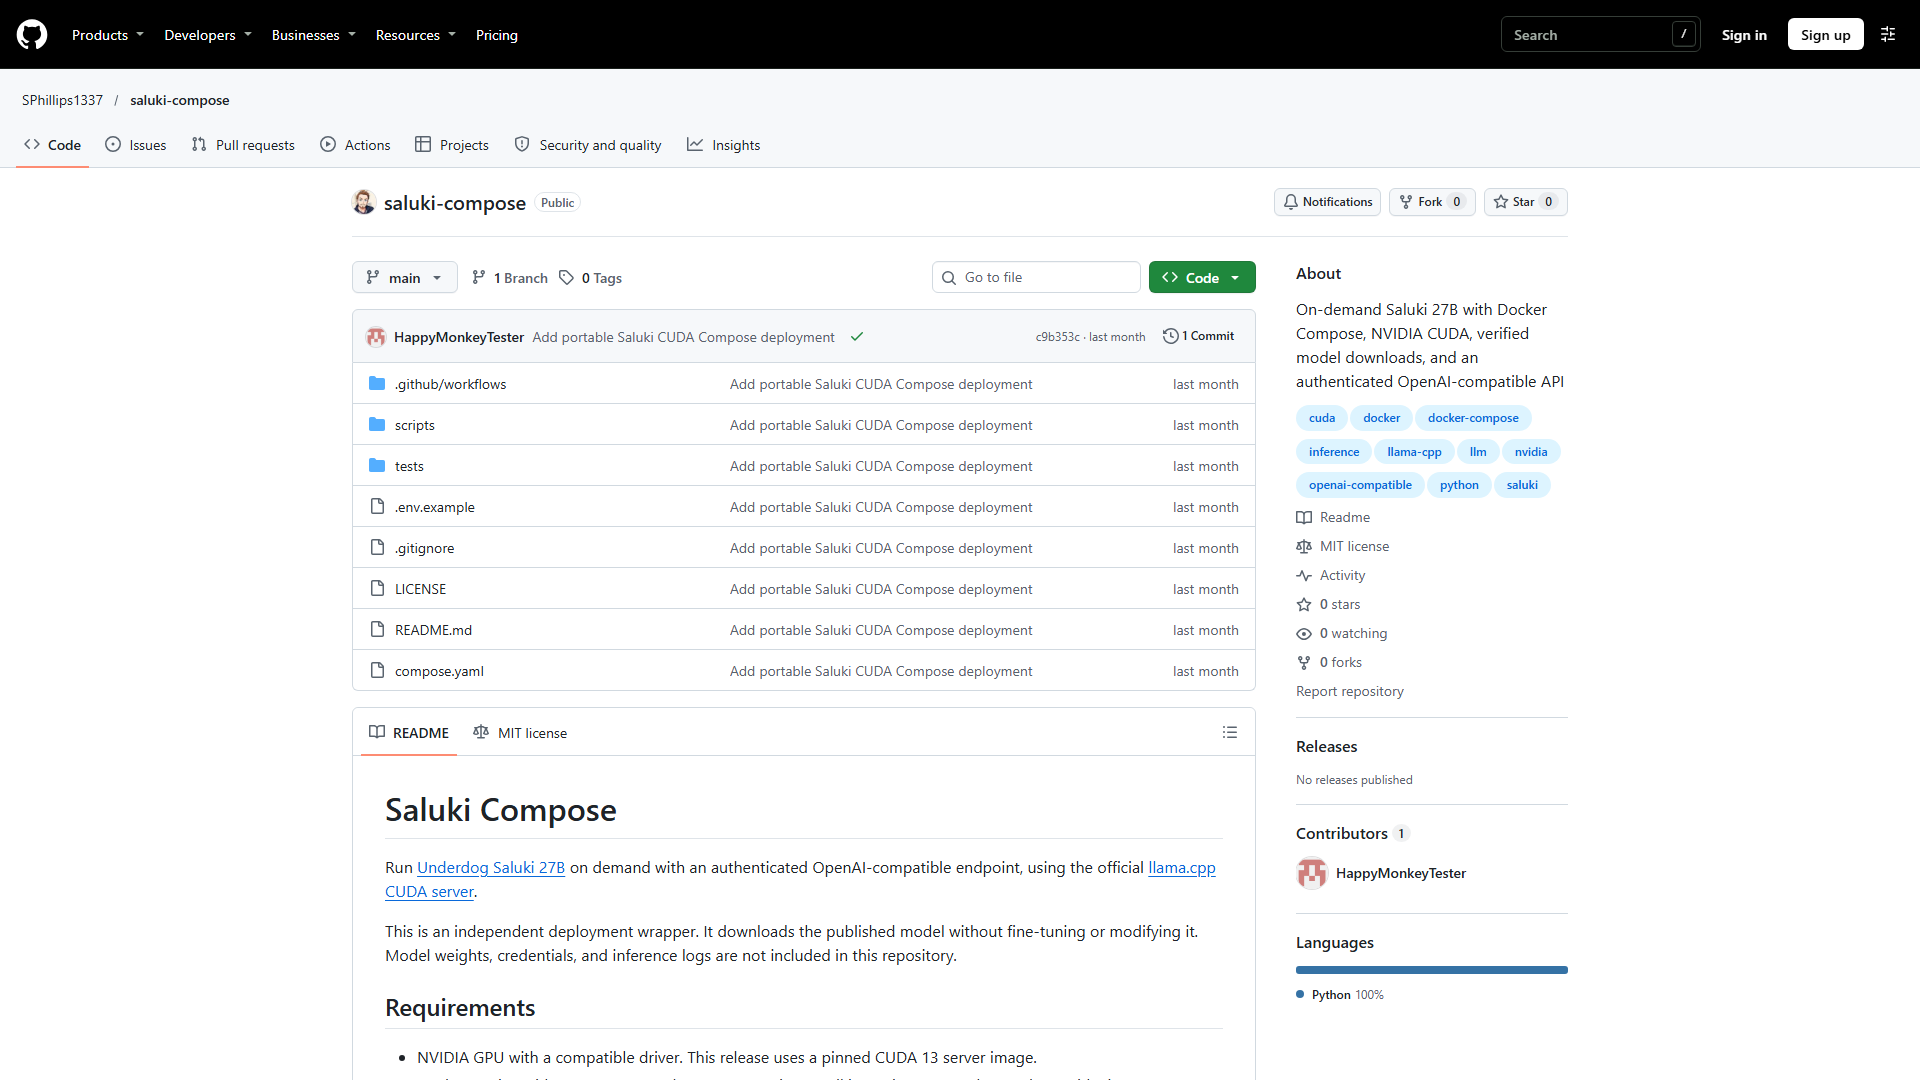 Products
Developers
Businesses
Resources
Pricing
Search
/
Sign in
Sign up
SPhillips1337 / saluki-compose
Code
Issues
Pull requests
Actions
Projects
Security and quality
Insights
saluki-compose
Public
Notifications
Fork 0
Star 0
main
1 Branch
0 Tags
Go to file
Code
HappyMonkeyTester Add portable Saluki CUDA Compose deployment
c9b353c · last month
1 Commit
.github/workflows Add portable Saluki CUDA Compose deployment last month
scripts Add portable Saluki CUDA Compose deployment last month
tests Add portable Saluki CUDA Compose deployment last month
.env.example Add portable Saluki CUDA Compose deployment last month
.gitignore Add portable Saluki CUDA Compose deployment last month
LICENSE Add portable Saluki CUDA Compose deployment last month
README.md Add portable Saluki CUDA Compose deployment last month
compose.yaml Add portable Saluki CUDA Compose deployment last month
README
MIT license
Saluki Compose
Run Underdog Saluki 27B on demand with an authenticated OpenAI-compatible endpoint, using the official llama.cpp
CUDA server.
This is an independent deployment wrapper. It downloads the published model without fine-tuning or modifying it.
Model weights, credentials, and inference logs are not included in this repository.
Requirements
NVIDIA GPU with a compatible driver. This release uses a pinned CUDA 13 server image.
About
On-demand Saluki 27B with Docker
Compose, NVIDIA CUDA, verified
model downloads, and an
authenticated OpenAI-compatible API
cuda docker docker-compose
inference llama-cpp llm nvidia
openai-compatible python saluki
Readme
MIT license
Activity
0 stars
0 watching
0 forks
Report repository
Releases
No releases published
Contributors 1
HappyMonkeyTester
Languages
Python 100%